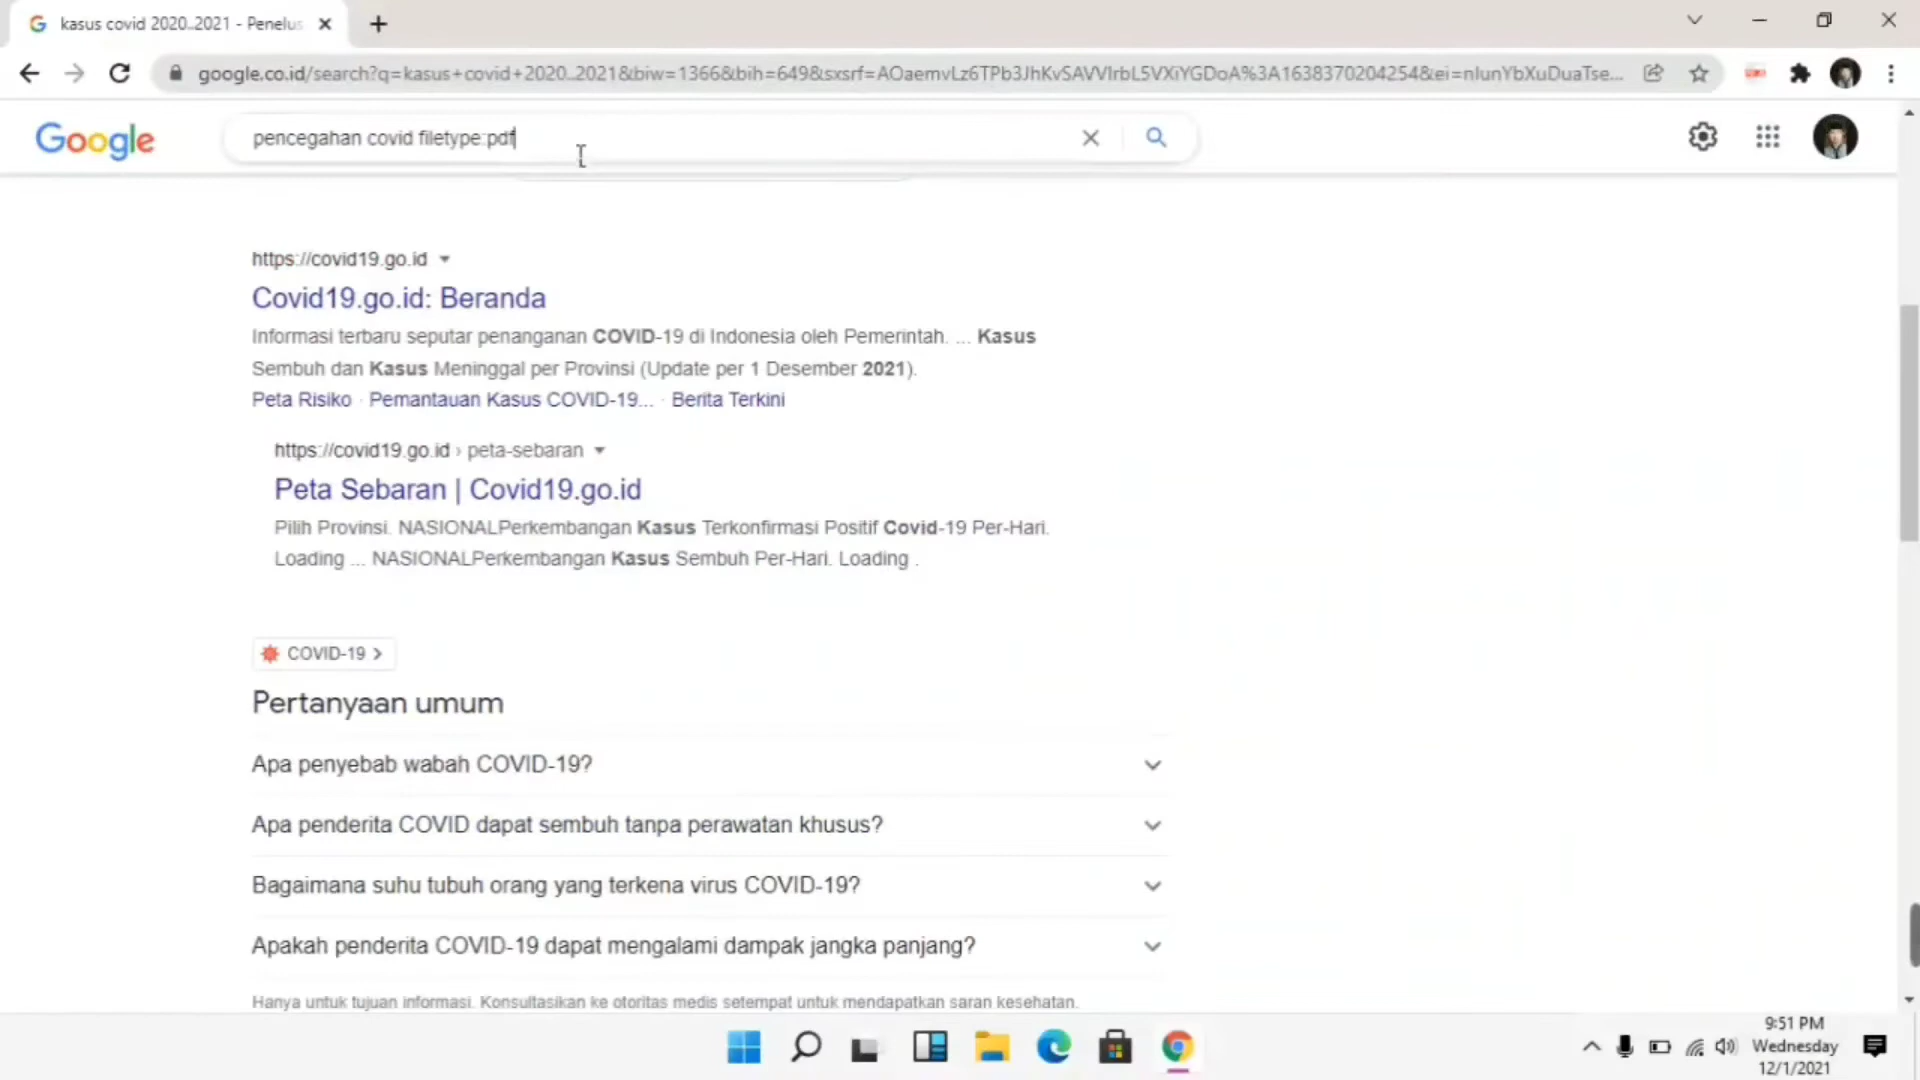 kasus covid 2020..2021 - Penelus
google.co.id/search?q=kasus+covid+2020..2021&biw=1366&bih=649&sxsrf=AOaemvLz6TPb3JhKvSAVVIrbL5VXiYGDoA%3A1638370204254&ei=nIunYbXuDuaTse...
Google
pencegahan covid filetype:pdf
https://covid19.go.id
Covid19.go.id: Beranda
Informasi terbaru seputar penanganan COVID-19 di Indonesia oleh Pemerintah. ... Kasus
Sembuh dan Kasus Meninggal per Provinsi (Update per 1 Desember 2021).
Peta Risiko · Pemantauan Kasus COVID-19... · Berita Terkini
https://covid19.go.id › peta-sebaran
Peta Sebaran | Covid19.go.id
Pilih Provinsi. NASIONALPerkembangan Kasus Terkonfirmasi Positif Covid-19 Per-Hari.
Loading ... NASIONALPerkembangan Kasus Sembuh Per-Hari. Loading .
COVID-19 >
Pertanyaan umum
Apa penyebab wabah COVID-19?
Apa penderita COVID dapat sembuh tanpa perawatan khusus?
Bagaimana suhu tubuh orang yang terkena virus COVID-19?
Apakah penderita COVID-19 dapat mengalami dampak jangka panjang?
Hanya untuk tujuan informasi. Konsultasikan ke otoritas medis setempat untuk mendapatkan saran kesehatan.
9:51 PM
Wednesday
12/1/2021